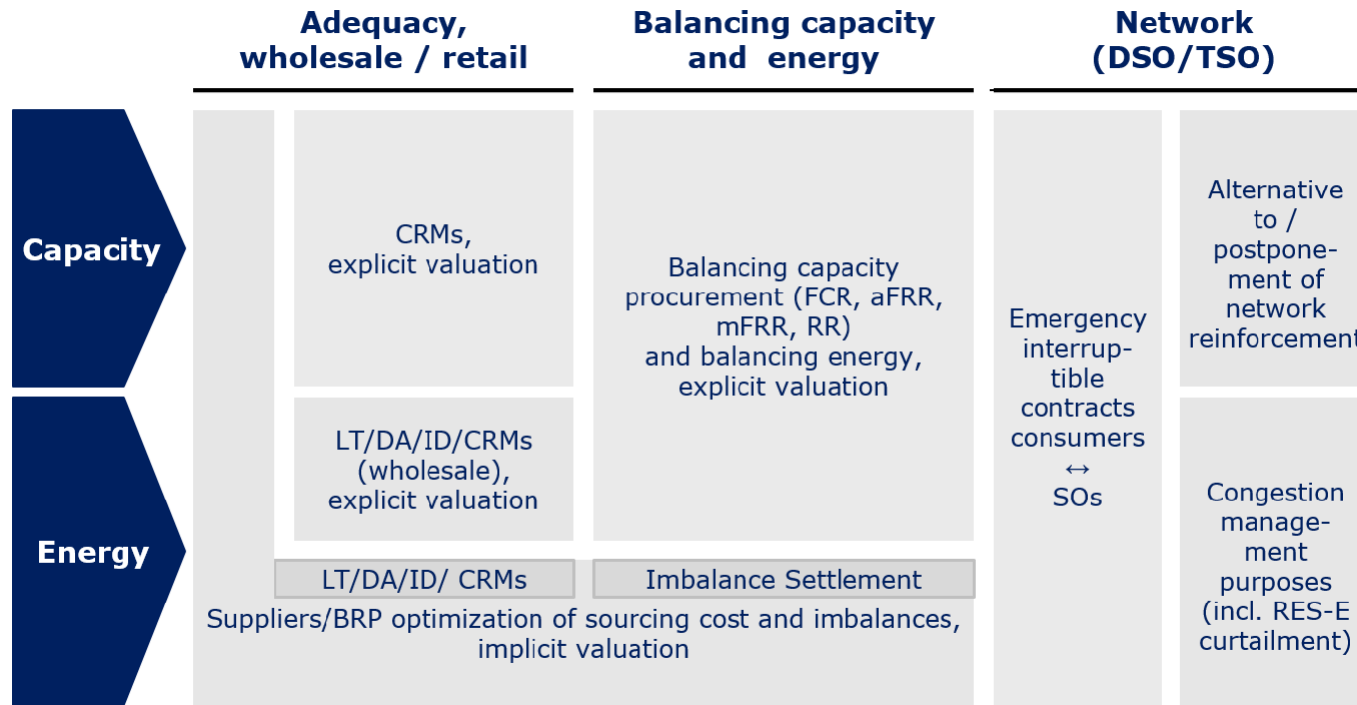 Adequacy,
wholesale / retail
Balancing capacity
and energy
Network
(DSO/TSO)
Capacity
CRMs,
explicit valuation
Balancing capacity
procurement (FCR, aFRR,
mFRR, RR)
and balancing energy,
explicit valuation
Emergency
interrup-
tible
contracts
consumers
↔
SOs
Alternative
to /
postpone-
ment of
network
reinforcement
Energy
LT/DA/ID/CRMs
(wholesale),
explicit valuation
LT/DA/ID/ CRMs
Imbalance Settlement
Suppliers/BRP optimization of sourcing cost and imbalances,
implicit valuation
Congestion
manage-
ment
purposes
(incl. RES-E
curtailment)